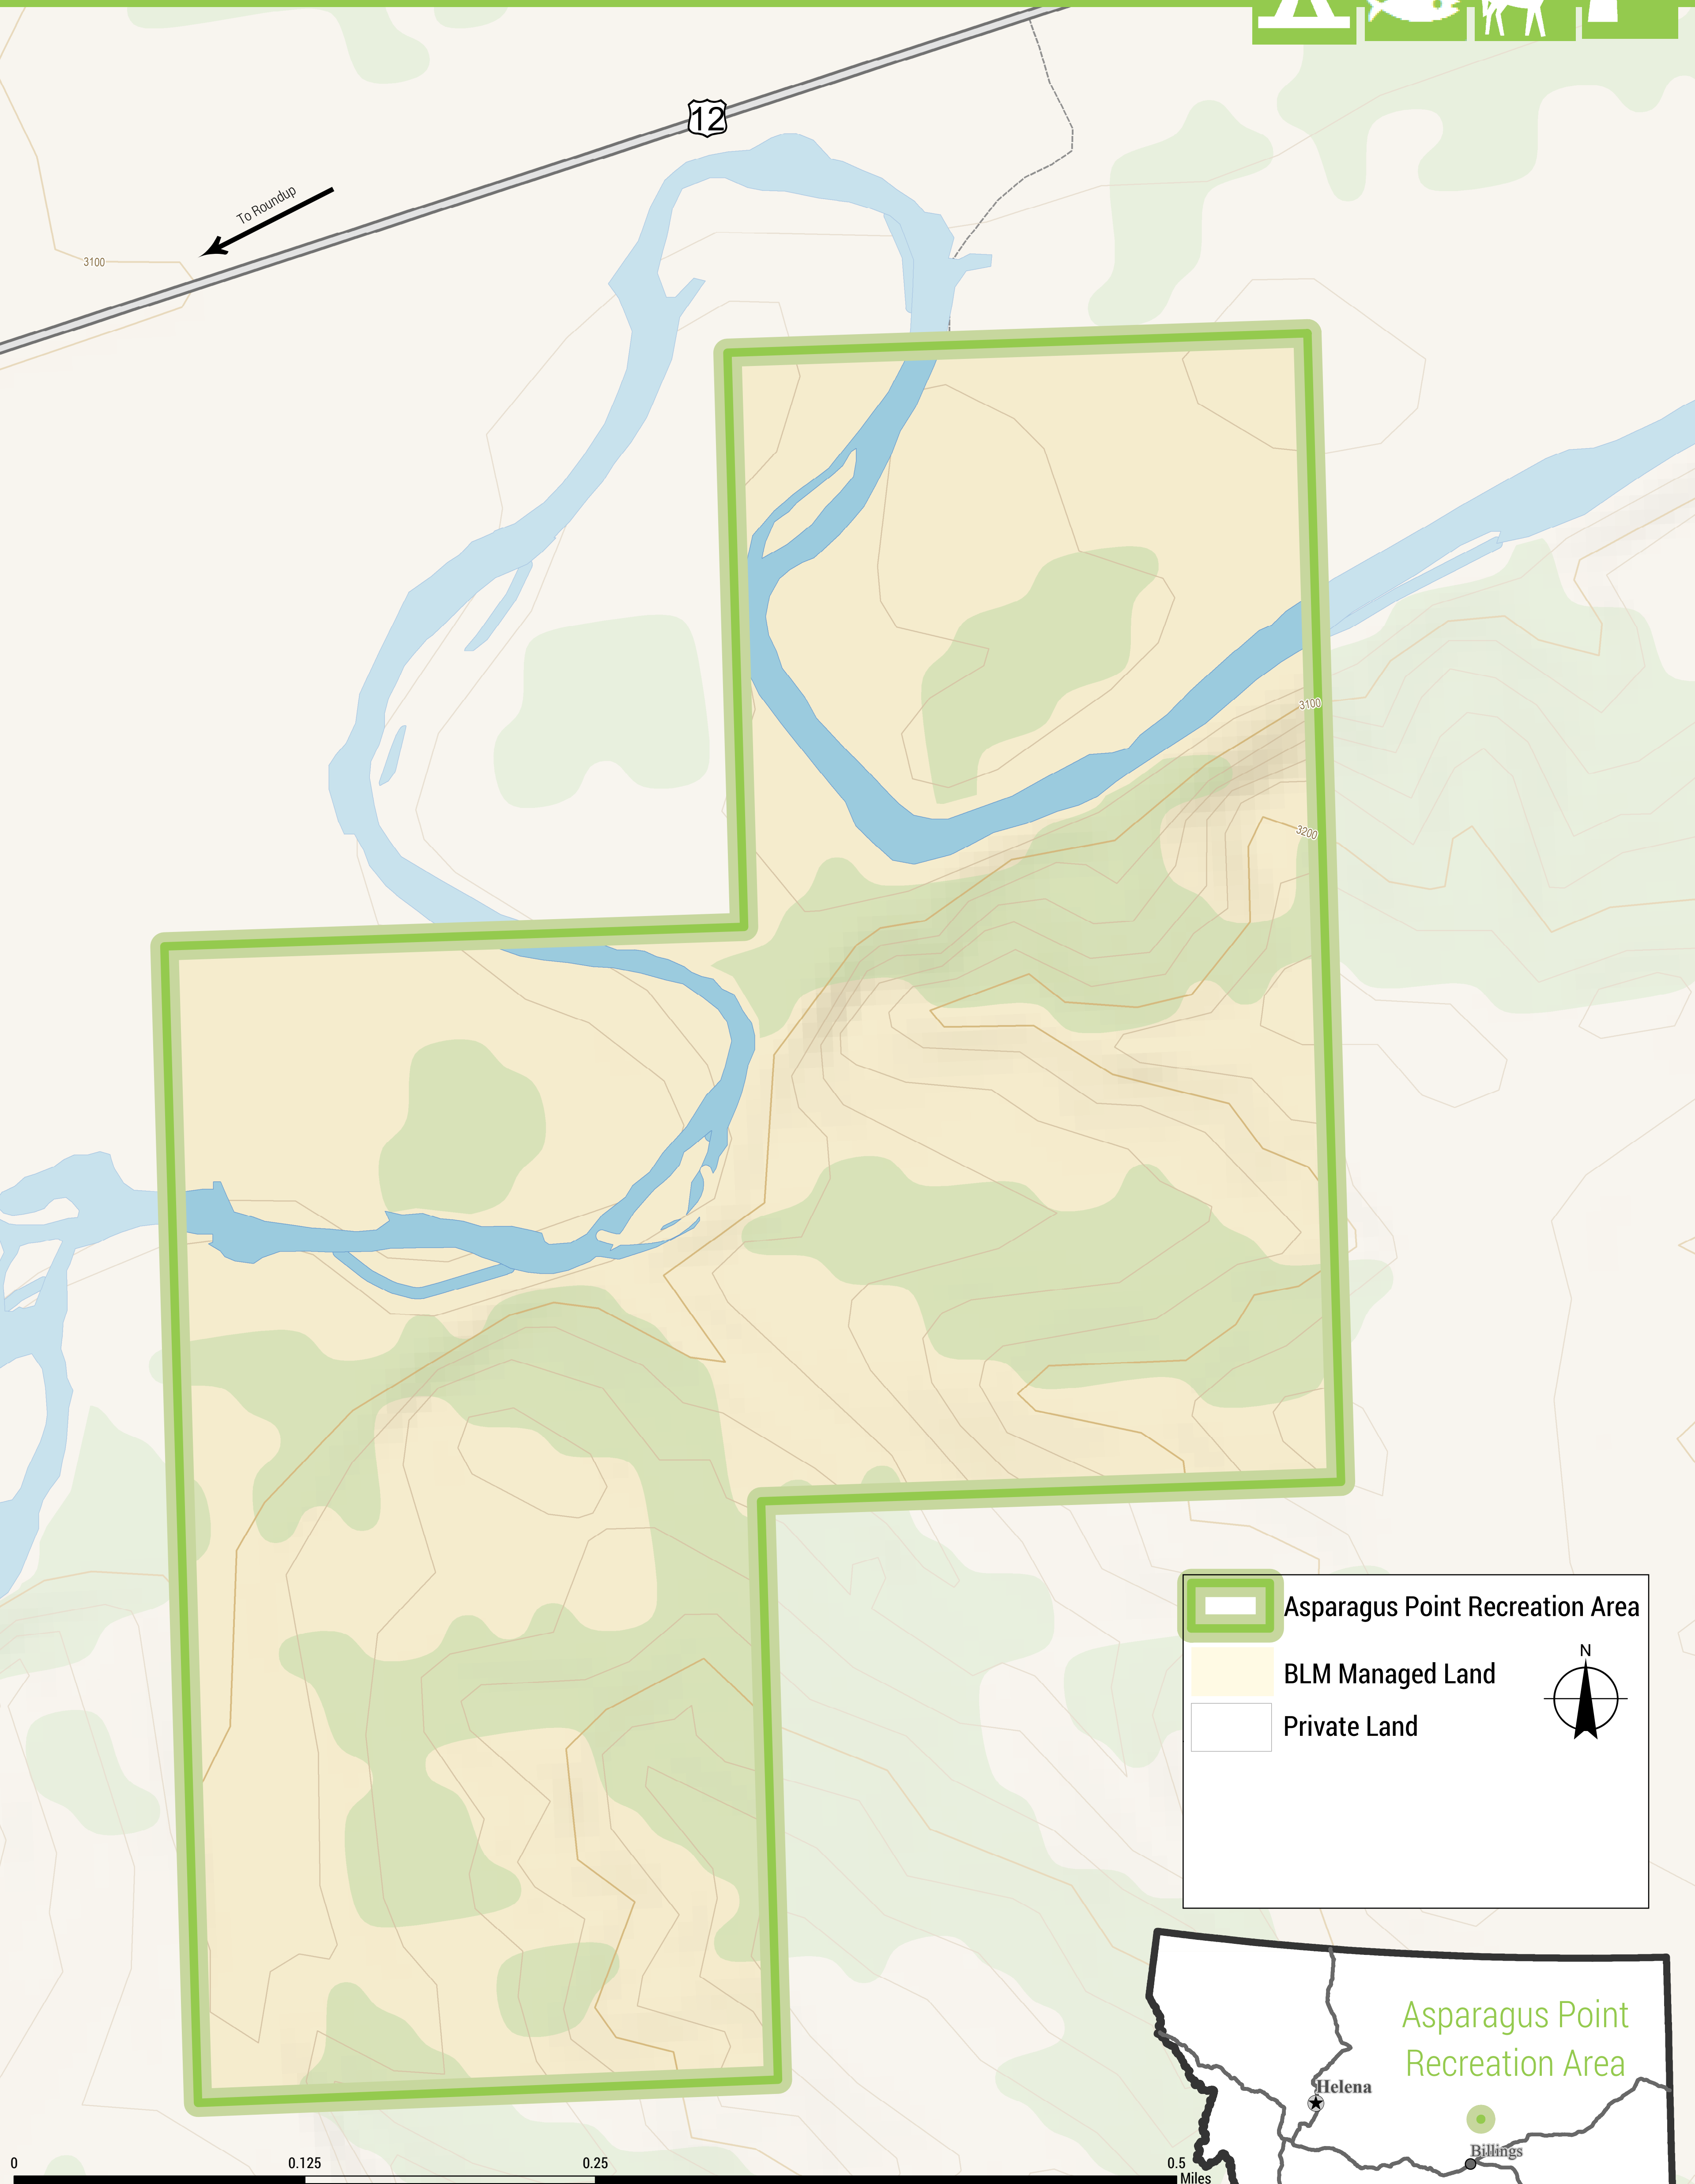 12
To Roundup
3100
3100
3200
Asparagus Point Recreation Area
N
BLM Managed Land
Private Land
Asparagus Point
Recreation Area
Helena
Billings
0 0.125 0.25 0.5
Miles